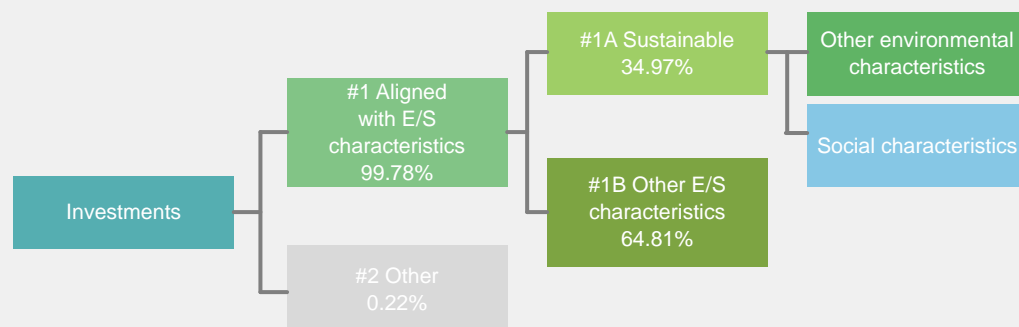 Investments
#1 Aligned
with E/S
characteristics
99.78%
#2 Other
0.22%
#1A Sustainable
34.97%
#1B Other E/S
characteristics
64.81%
Other environmental
characteristics
Social characteristics